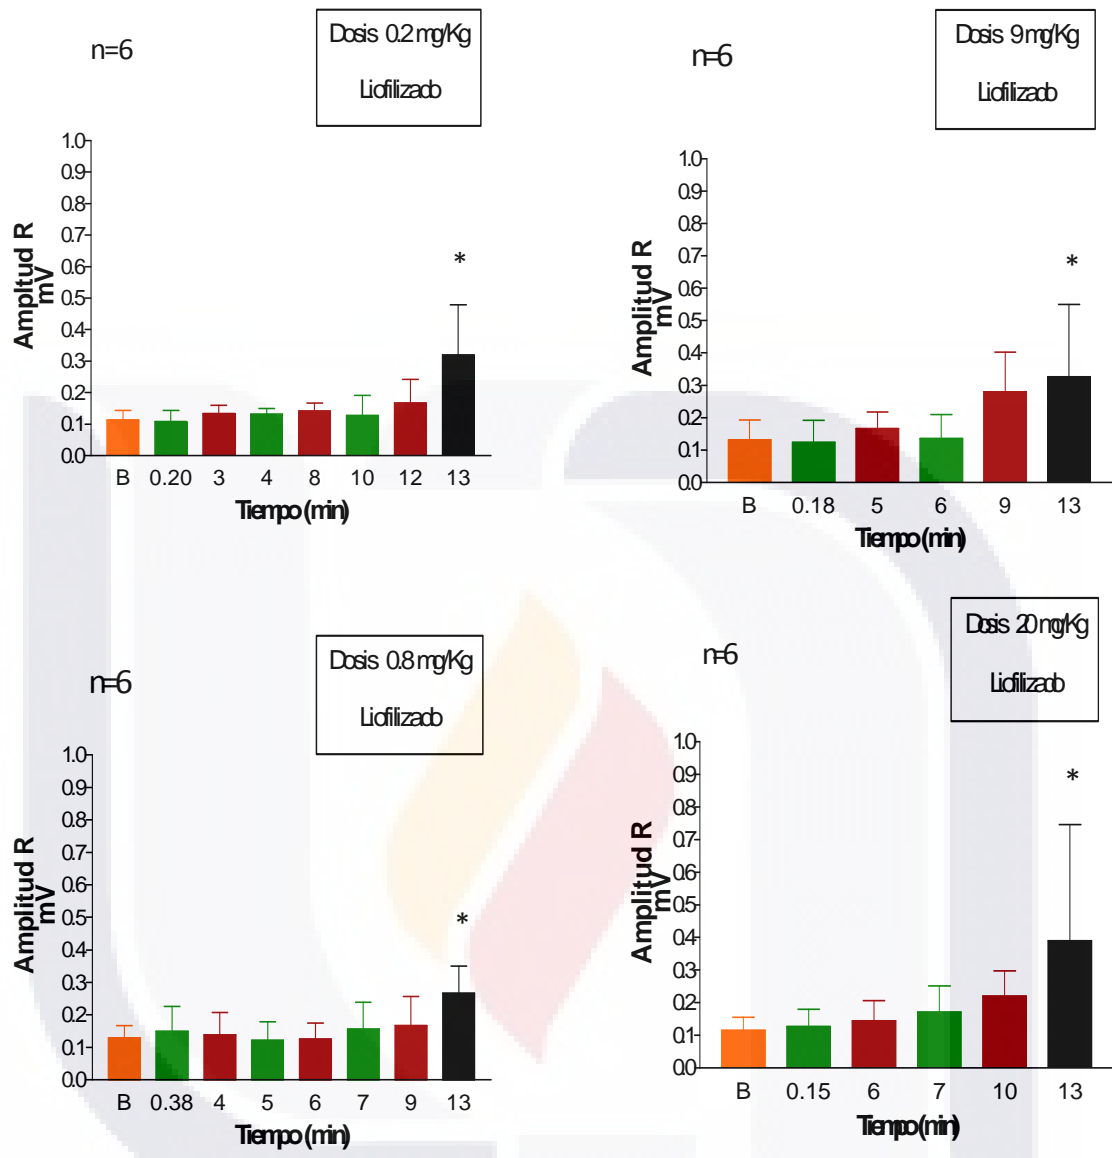 n=6
Dosis 0.2 mg/Kg
Liofilizado
1.0
0.9
0.8
0.7
0.6
0.5
0.4
0.3
0.2
0.1
0.0
Ampltud R
mV
*
B 0.20 3 4 8 10 12 13
Tiempo (min)
n=6
Dosis 9 mg/Kg
Liofilizado
1.0
0.9
0.8
0.7
0.6
0.5
0.4
0.3
0.2
0.1
0.0
Amplitud R
mV
*
B 0.18 5 6 9 13
Tiempo (min)
n=6
Dosis 0.8 mg/Kg
Liofilizado
1.0
0.9
0.8
0.7
0.6
0.5
0.4
0.3
0.2
0.1
0.0
Amplitud R
mV
*
B 0.38 4 5 6 7 9 13
Tiempo (min)
n=6
Dosis 20 mg/Kg
Liofilizado
1.0
0.9
0.8
0.7
0.6
0.5
0.4
0.3
0.2
0.1
0.0
Amplitud R
mV
*
B 0.15 6 7 10 13
Tiempo (min)